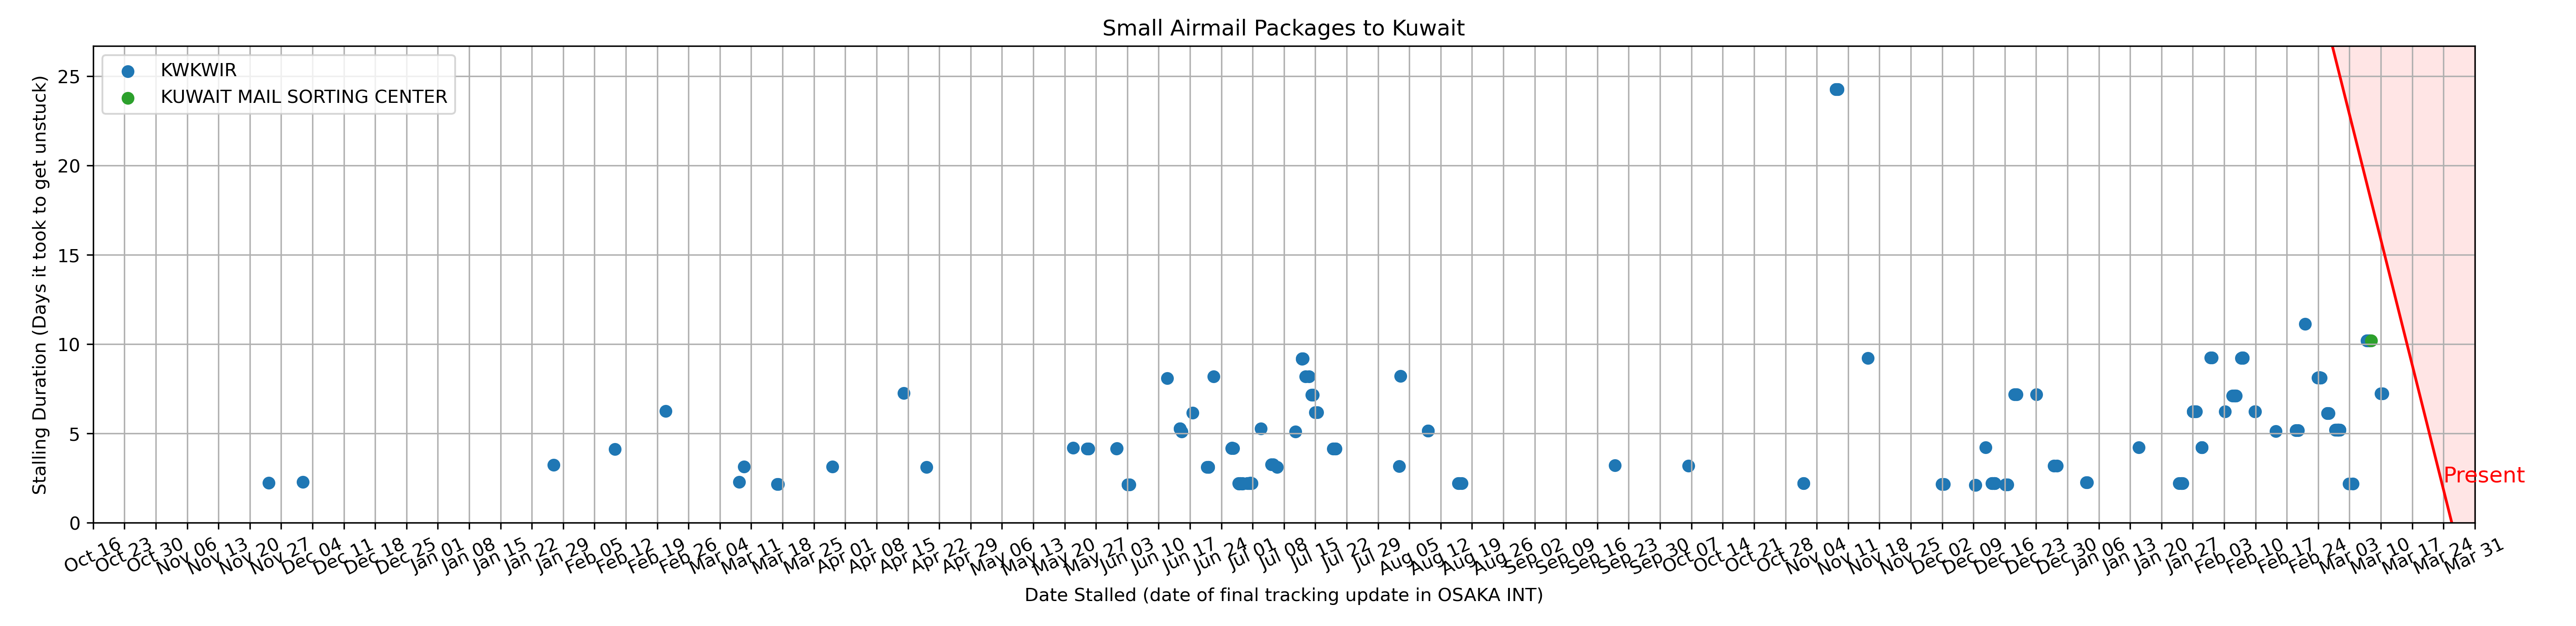 Small Airmail Packages to Kuwait
KWKWIR
KUWAIT MAIL SORTING CENTER
Stalling Duration (Days it took to get unstuck)
25
20
15
10
5
0
Present
Oct 16 Oct 23 Oct 30 Nov 06 Nov 13 Nov 20 Nov 27 Dec 04 Dec 11 Dec 18 Dec 25 Jan 01 Jan 08 Jan 15 Jan 22 Jan 29 Feb 05 Feb 12 Feb 19 Feb 26 Mar 04 Mar 11 Mar 18 Mar 25 Apr 01 Apr 08 Apr 15 Apr 22 Apr 29 May 06 May 13 May 20 May 27 Jun 03 Jun 10 Jun 17 Jun 24 Jul 01 Jul 08 Jul 15 Jul 22 Jul 29 Aug 05 Aug 12 Aug 19 Aug 26 Sep 02 Sep 09 Sep 16 Sep 23 Sep 30 Oct 07 Oct 14 Oct 21 Oct 28 Nov 04 Nov 11 Nov 18 Nov 25 Dec 02 Dec 09 Dec 16 Dec 23 Dec 30 Jan 06 Jan 13 Jan 20 Jan 27 Feb 03 Feb 10 Feb 17 Feb 24 Mar 03 Mar 10 Mar 17 Mar 24 Mar 31
Date Stalled (date of final tracking update in OSAKA INT)